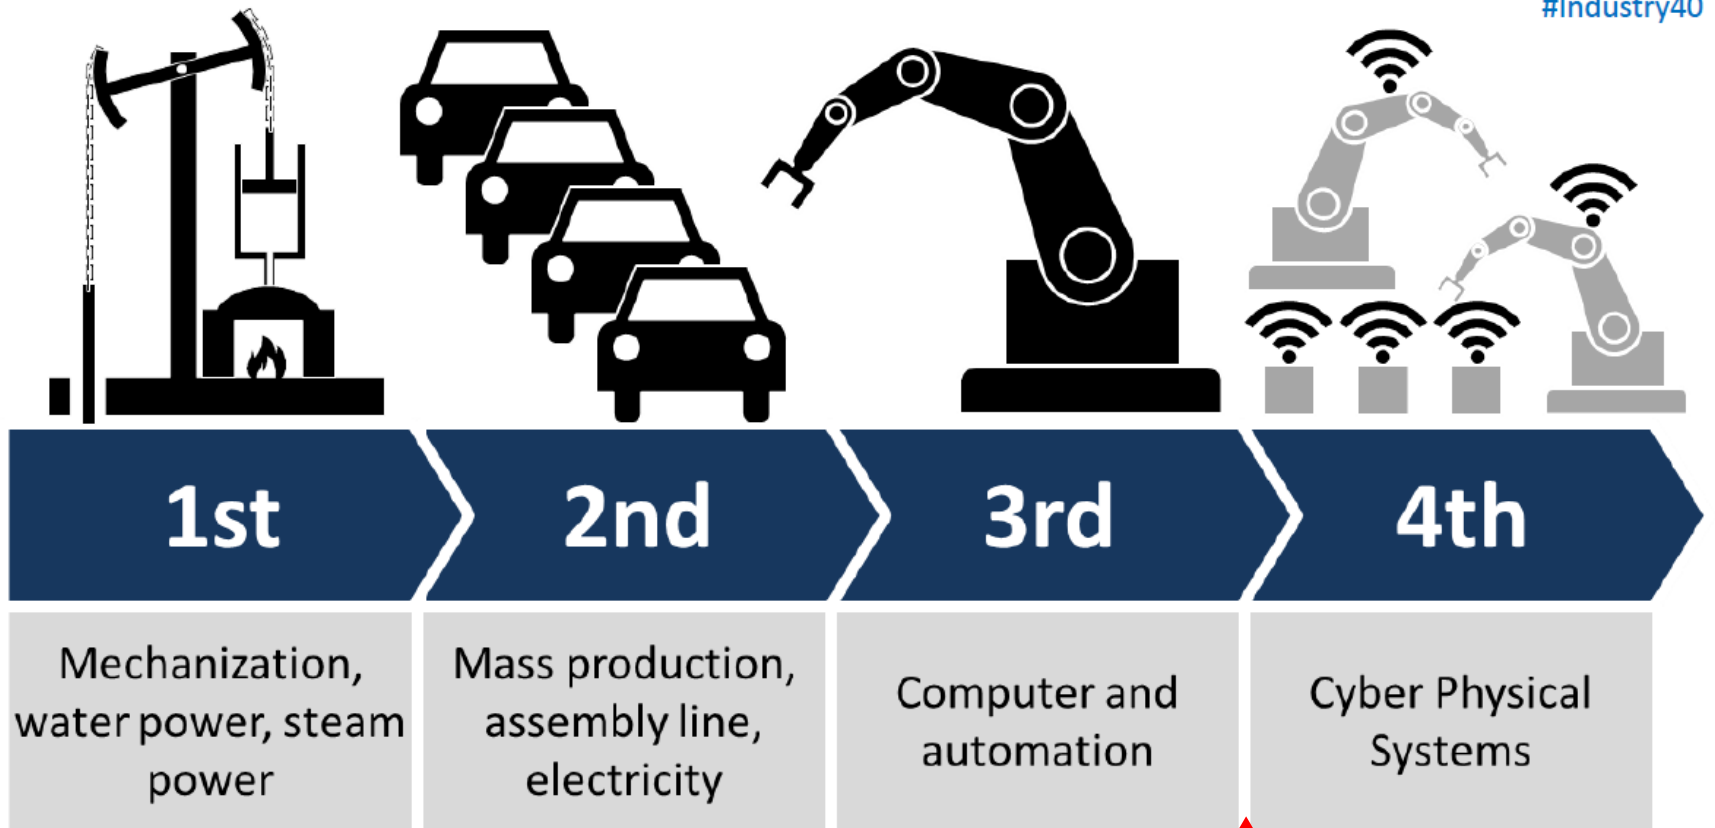 #Industry40
1st
2nd
3rd
4th
Mechanization,
water power, steam
power
Mass production,
assembly line,
electricity
Computer and
automation
Cyber Physical
Systems